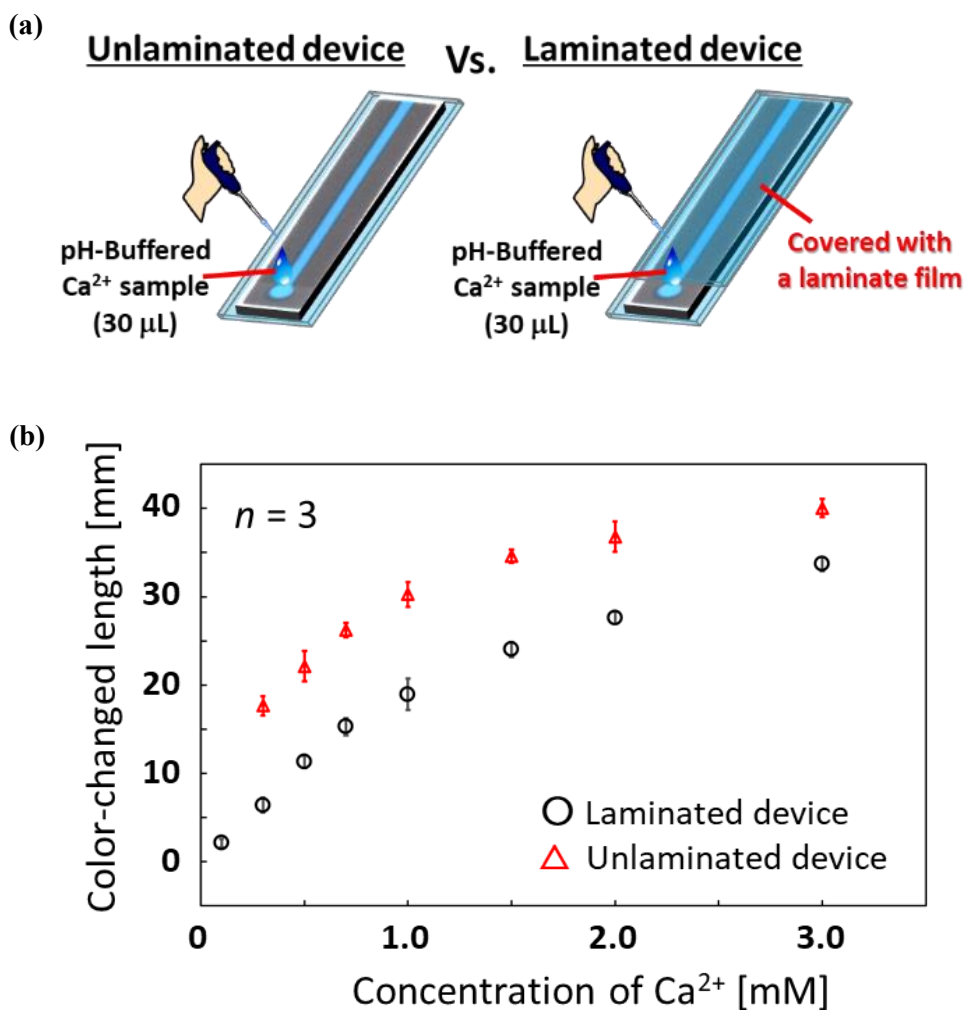 (a)
Unlaminated device Vs. Laminated device
pH-Buffered
Ca²⁺ sample
(30 μL)
pH-Buffered
Ca²⁺ sample
(30 μL)
Covered with
a laminate film
(b)
Color-changed length [mm]
40
30
20
10
0
n = 3
Laminated device
Unlaminated device
0 1.0 2.0 3.0
Concentration of Ca²⁺ [mM]